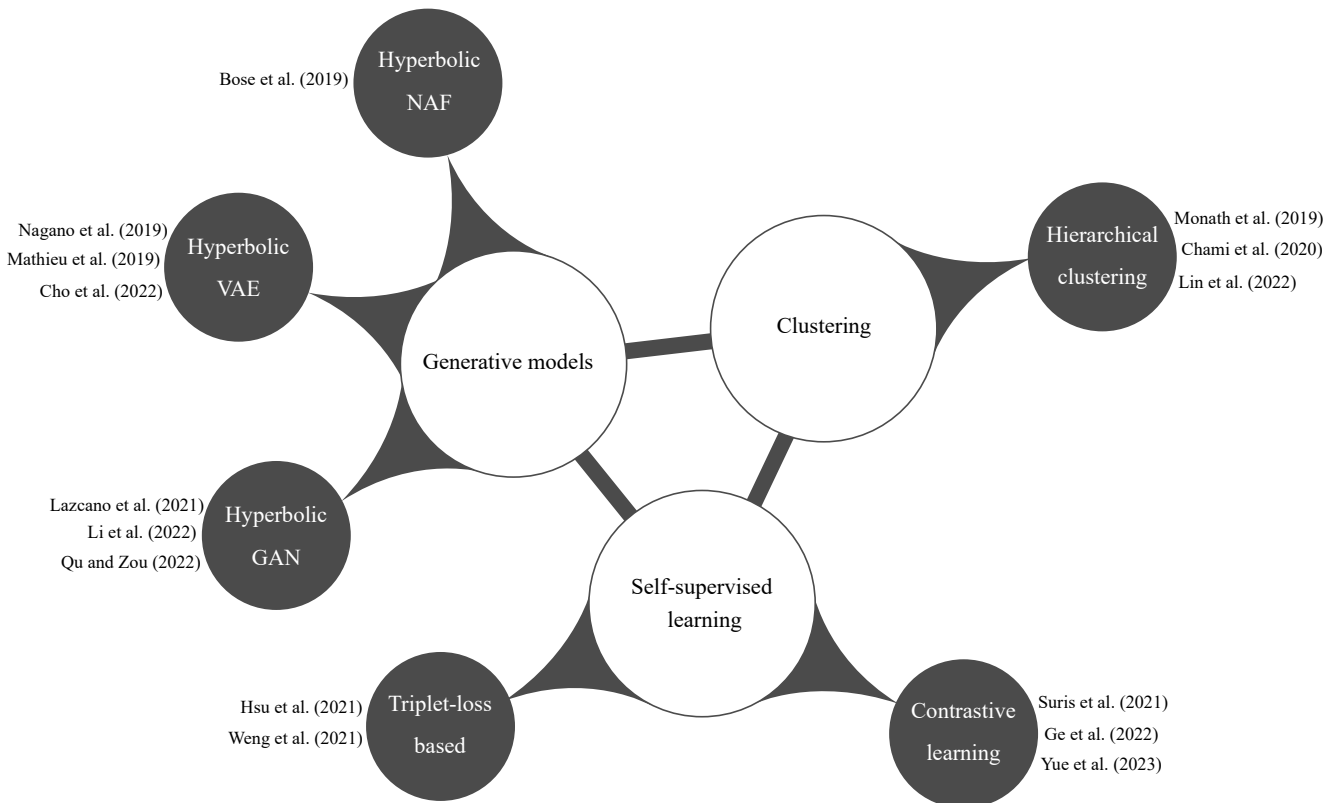 Bose et al. (2019)
Hyperbolic
NAF
Nagano et al. (2019)
Mathieu et al. (2019)
Cho et al. (2022)
Hyperbolic
VAE
Generative models
Clustering
Hierarchical
clustering
Monath et al. (2019)
Chami et al. (2020)
Lin et al. (2022)
Lazcano et al. (2021)
Li et al. (2022)
Qu and Zou (2022)
Hyperbolic
GAN
Self-supervised
learning
Hsu et al. (2021)
Weng et al. (2021)
Triplet-loss
based
Contrastive
learning
Suris et al. (2021)
Ge et al. (2022)
Yue et al. (2023)